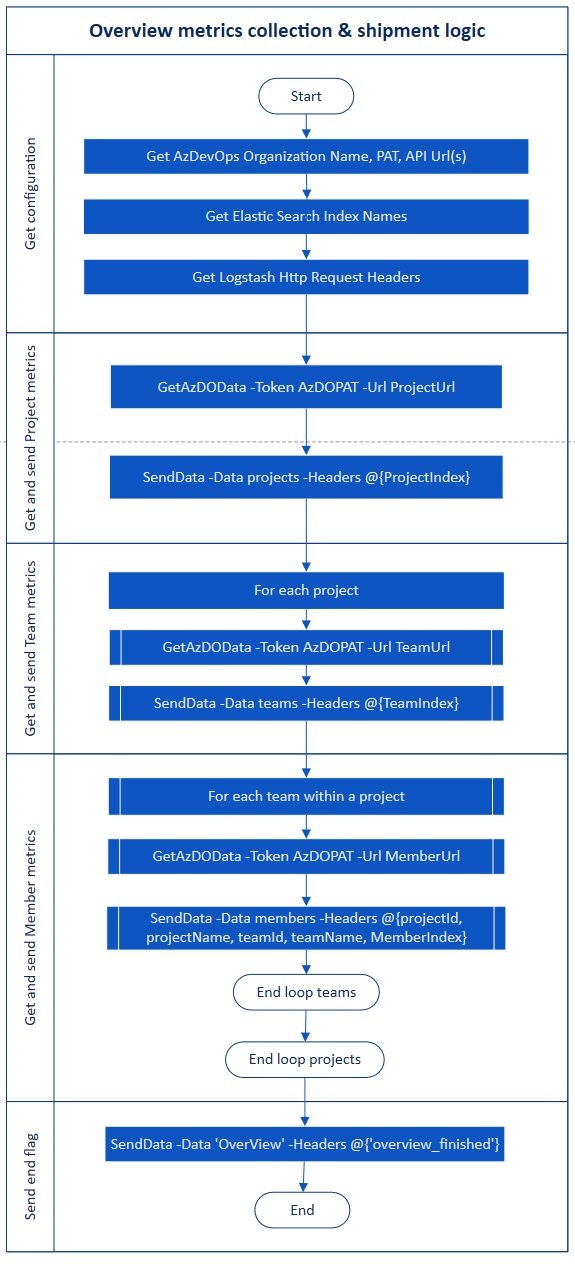 Overview metrics collection & shipment logic
Get configuration
Start
Get AzDevOps Organization Name, PAT, API Url(s)
Get Elastic Search Index Names
Get Logstash Http Request Headers
Get and send Project metrics
GetAzDOData -Token AzDOPAT -Url ProjectUrl
SendData -Data projects -Headers @{ProjectIndex}
Get and send Team metrics
For each project
GetAzDOData -Token AzDOPAT -Url TeamUrl
SendData -Data teams -Headers @{TeamIndex}
Get and send Member metrics
For each team within a project
GetAzDOData -Token AzDOPAT -Url MemberUrl
SendData -Data members -Headers @{projectId,
projectName, teamId, teamName, MemberIndex}
End loop teams
End loop projects
Send end flag
SendData -Data 'OverView' -Headers @{'overview_finished'}
End